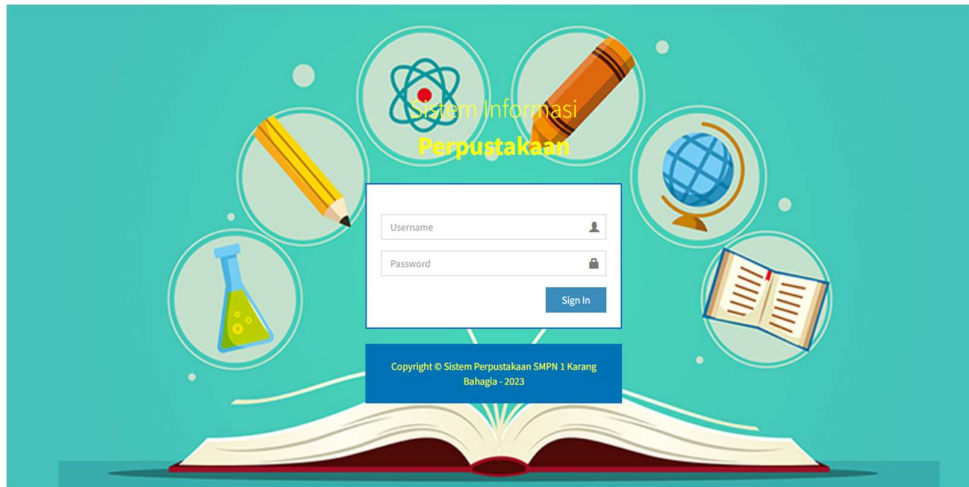 Sistem Informasi
Perpustakaan
Username
Password
Sign In
Copyright © Sistem Perpustakaan SMPN 1 Karang
Bahagia - 2023